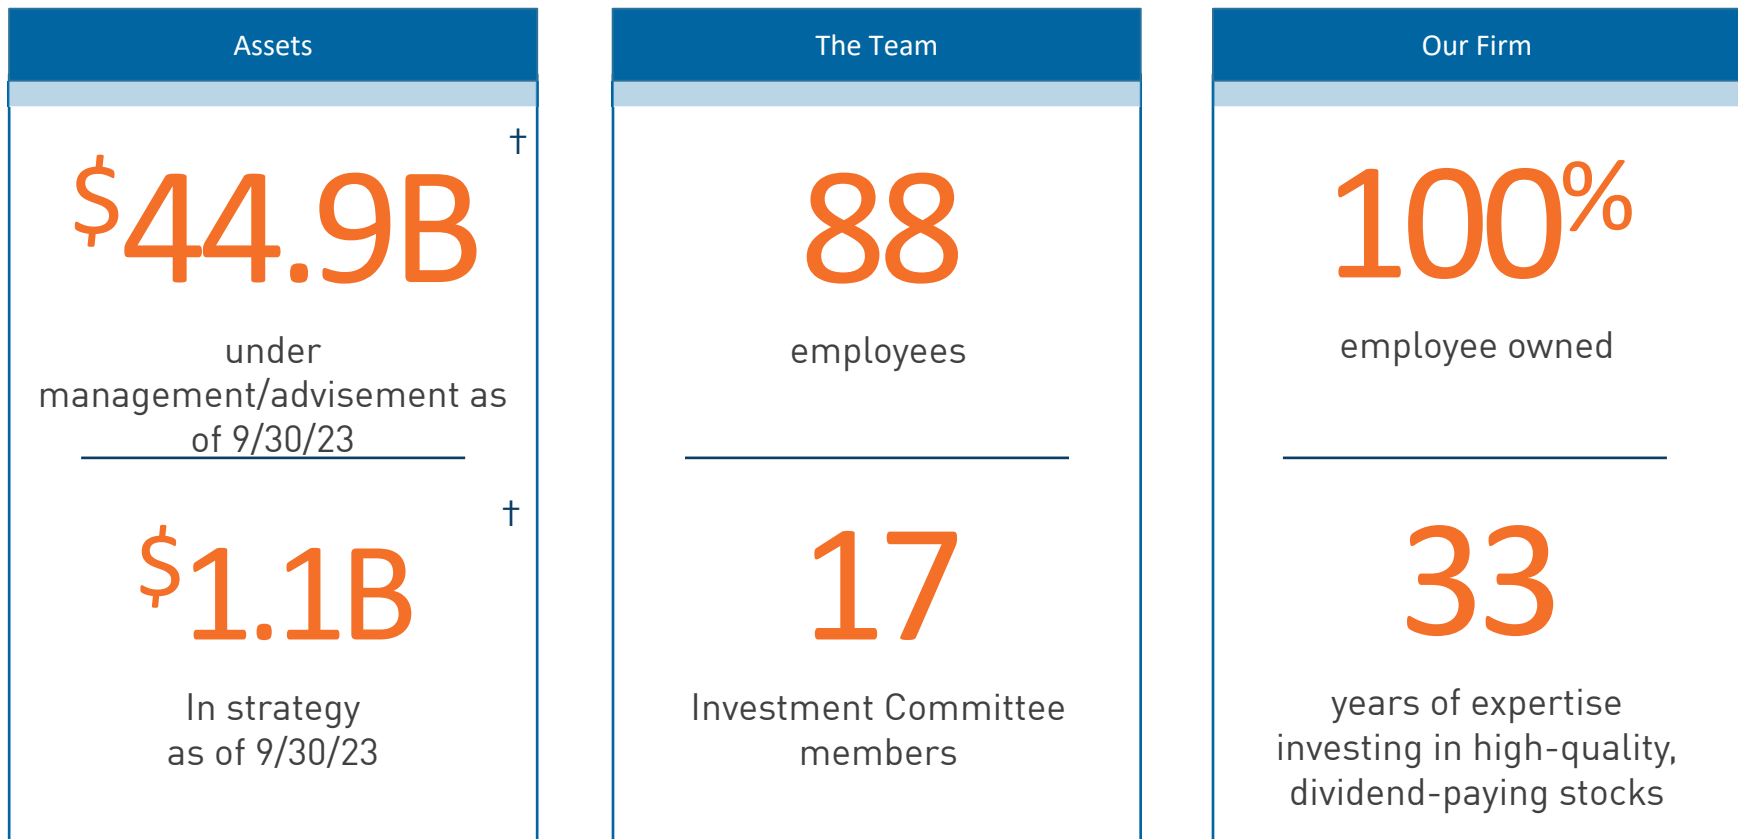 Assets
†
$44.9B
under
management/advisement as
of 9/30/23
†
$1.1B
In strategy
as of 9/30/23
The Team
88
employees
17
Investment Committee
members
Our Firm
100%
employee owned
33
years of expertise
investing in high-quality,
dividend-paying stocks